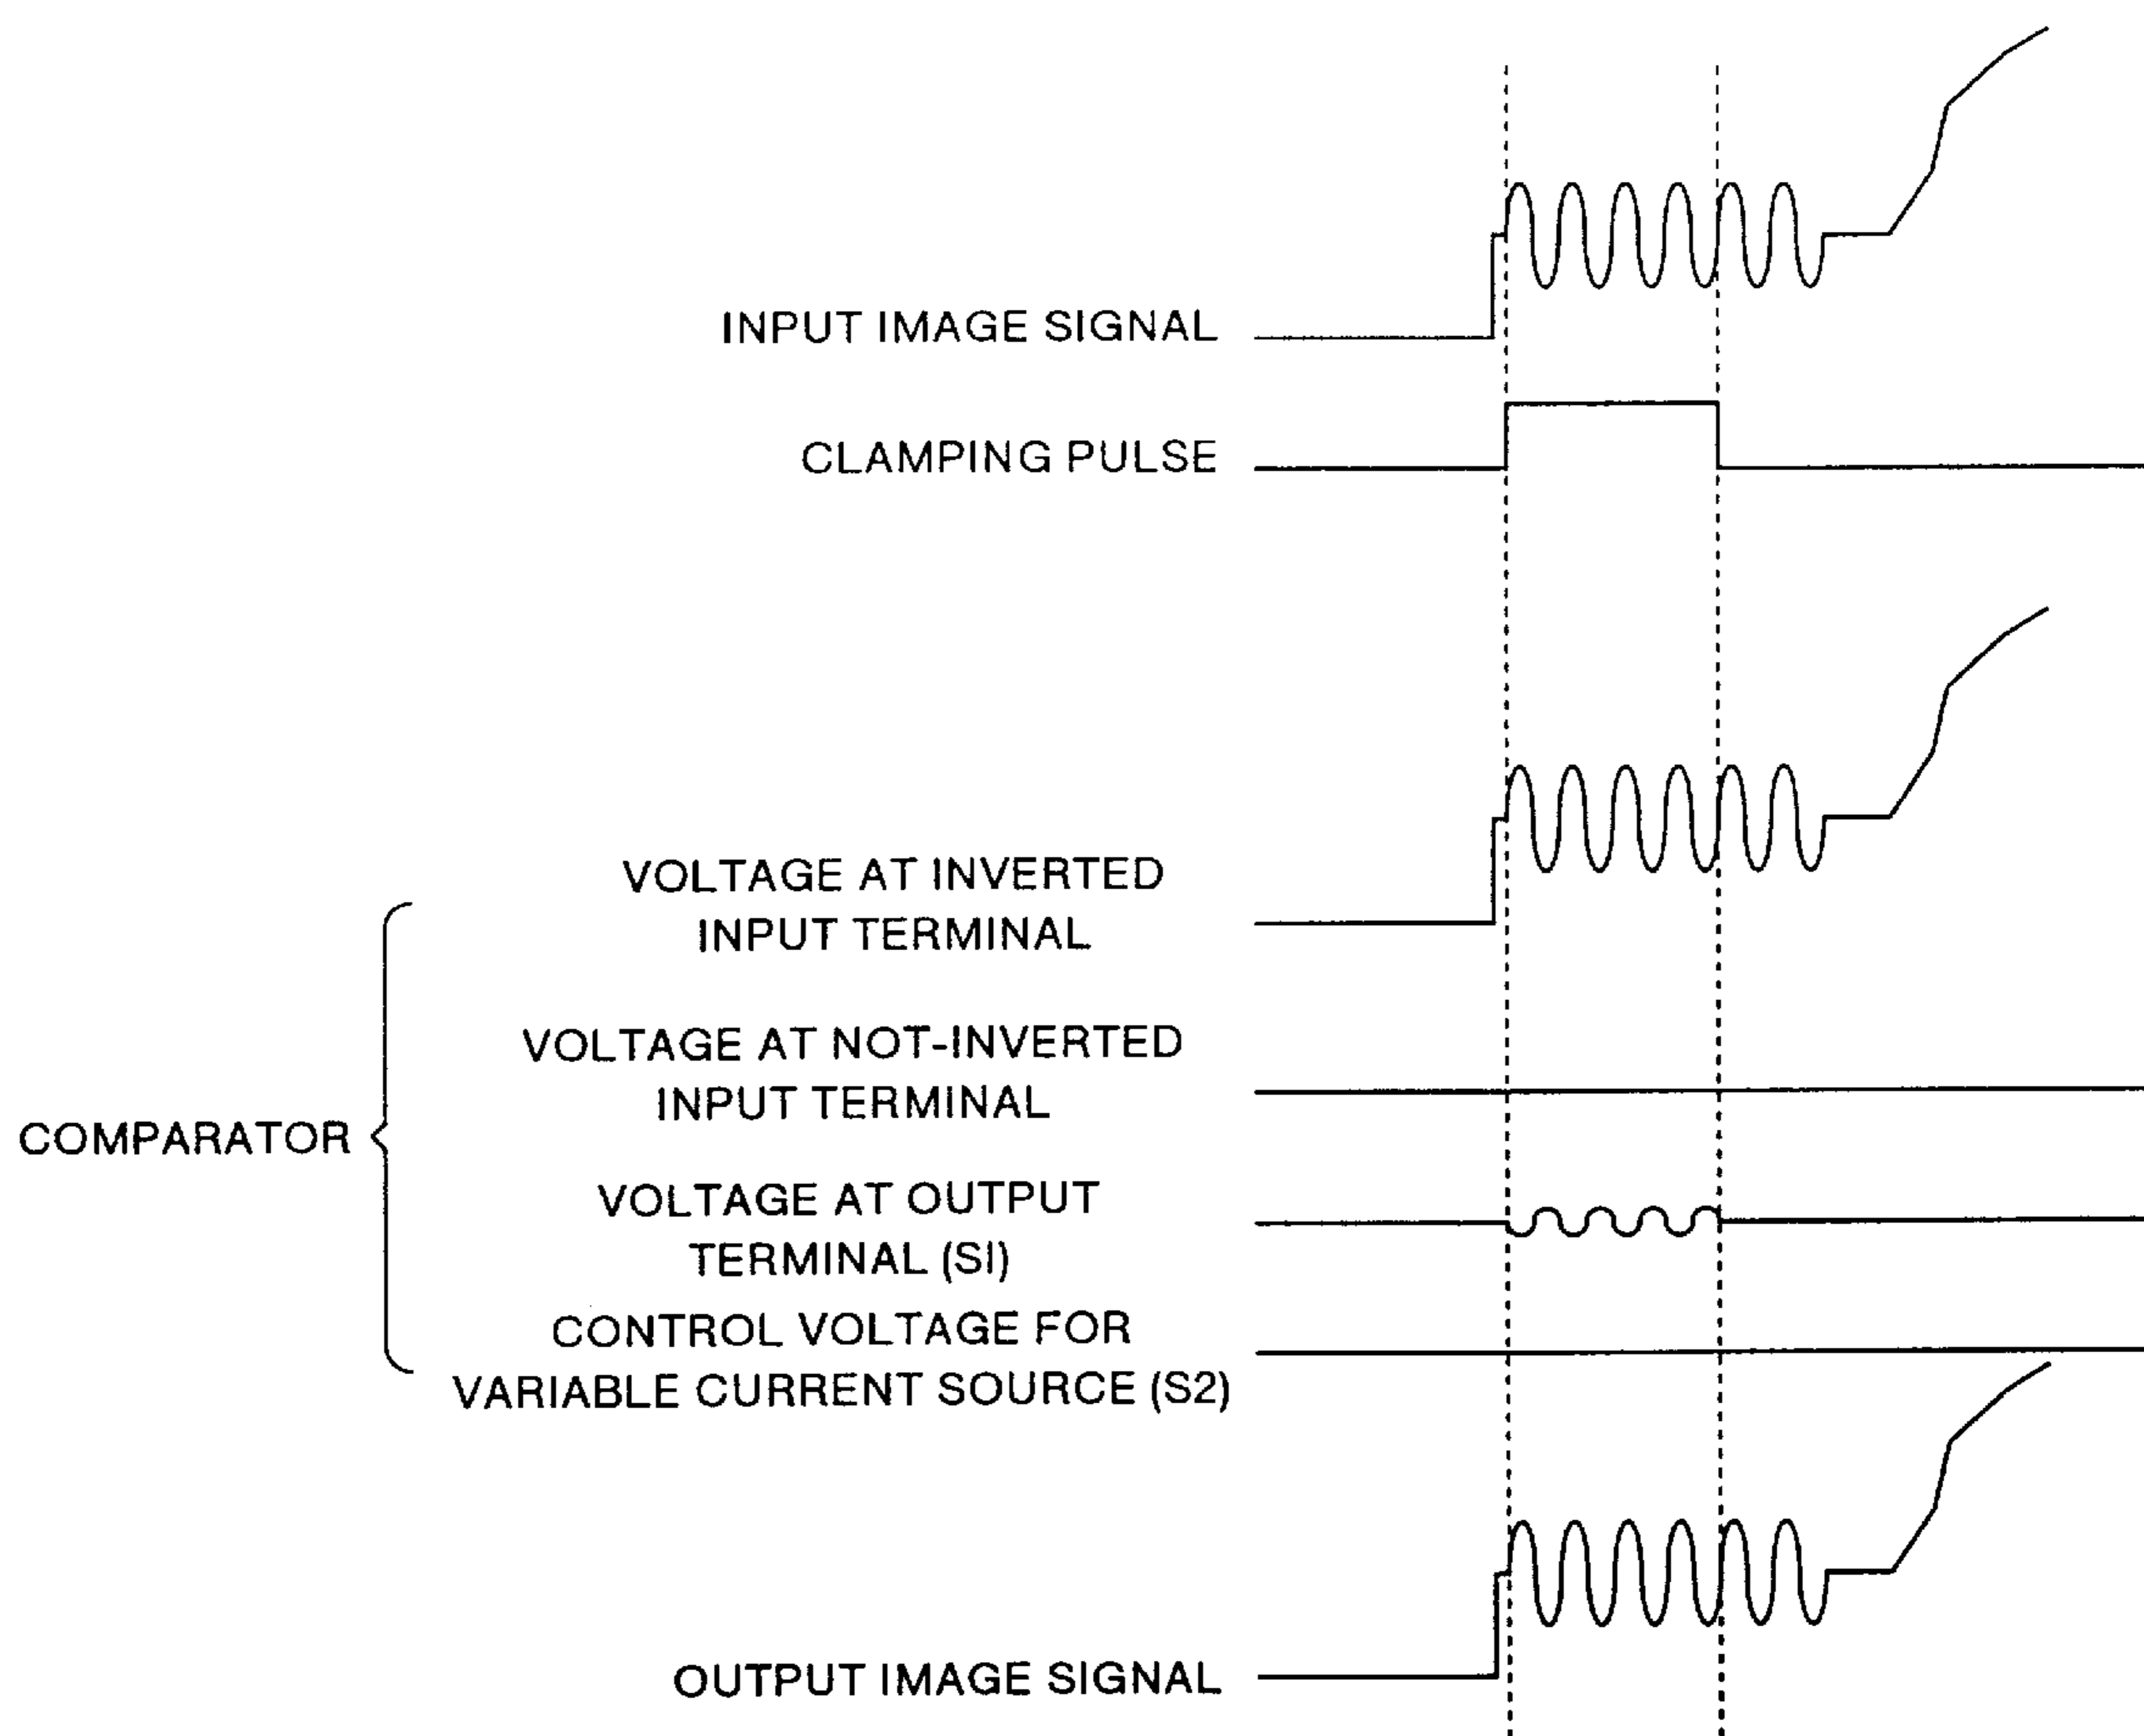 INPUT IMAGE SIGNAL
CLAMPING PULSE
VOLTAGE AT INVERTED
INPUT TERMINAL
VOLTAGE AT NOT-INVERTED
INPUT TERMINAL
COMPARATOR
VOLTAGE AT OUTPUT
TERMINAL (SI)
CONTROL VOLTAGE FOR
VARIABLE CURRENT SOURCE (S2)
OUTPUT IMAGE SIGNAL